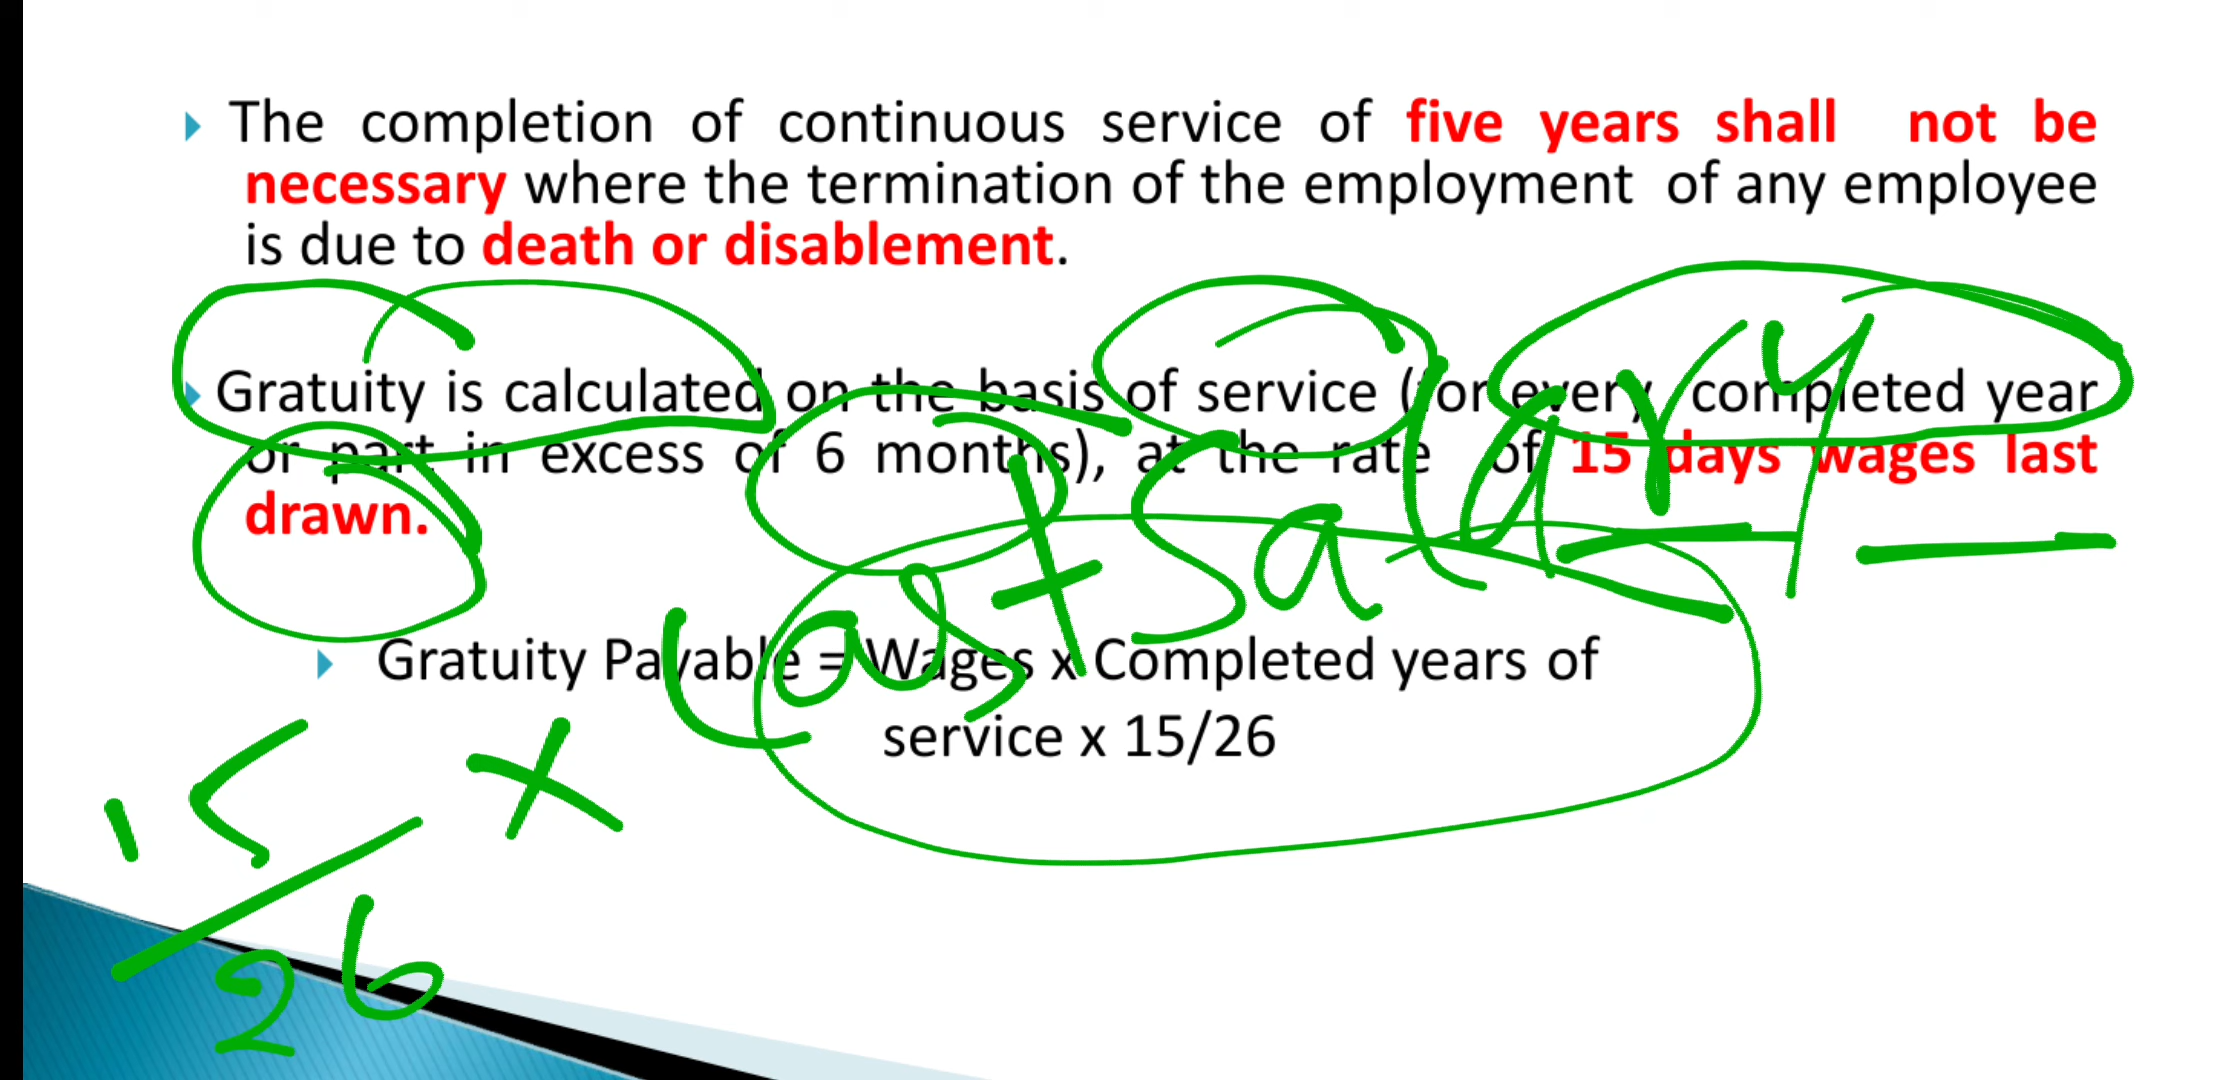 The completion of continuous service of five years shall not be
necessary where the termination of the employment of any employee
is due to death or disablement.
Gratuity is calculated on the basis of service (for every completed year
or part in excess of 6 months), at the rate of 15 days wages last
drawn.
Last Salary
Gratuity Payable = Wages x Completed years of
service x 15/26
15/26 x